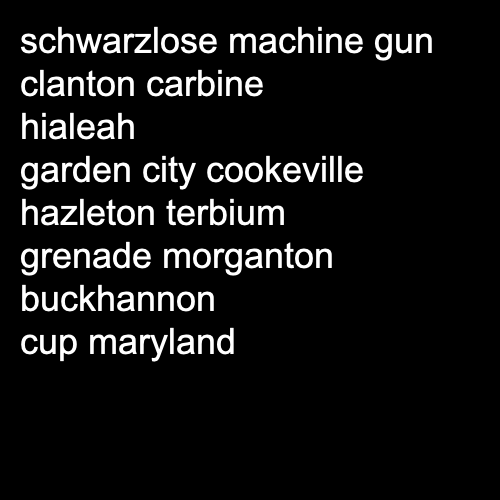 schwarzlose machine gun
clanton carbine
hialeah
garden city cookeville
hazleton terbium
grenade morganton
buckhannon
cup maryland